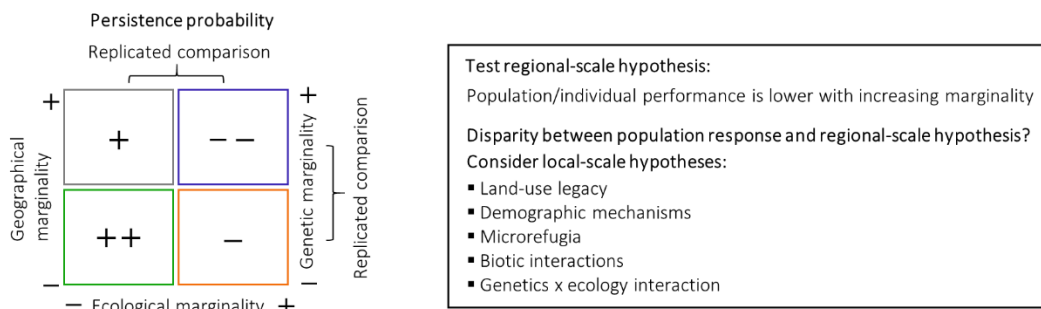 Persistence probability
Replicated comparison
Geographical
marginality
+
−
+
− −
+ +
−
+
−
Genetic marginality
Replicated comparison
− Ecological marginality +
Test regional-scale hypothesis:
Population/individual performance is lower with increasing marginality
Disparity between population response and regional-scale hypothesis?
Consider local-scale hypotheses:
▪ Land-use legacy
▪ Demographic mechanisms
▪ Microrefugia
▪ Biotic interactions
▪ Genetics x ecology interaction